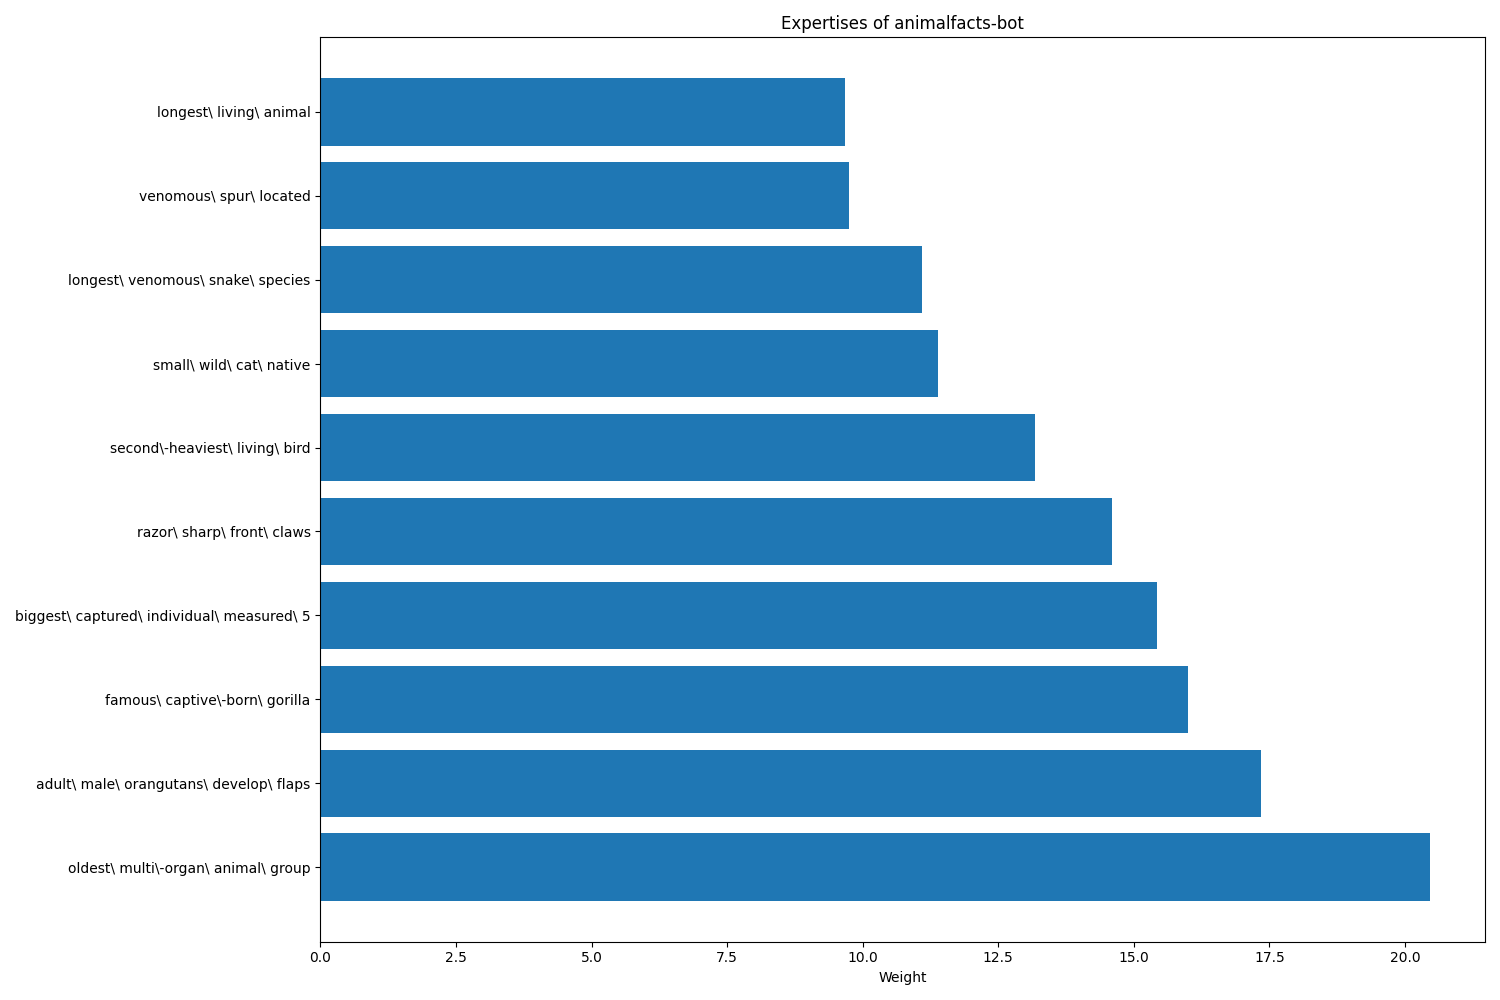 Expertises of animalfacts-bot
longest\ living\ animal
venomous\ spur\ located
longest\ venomous\ snake\ species
small\ wild\ cat\ native
second\-heaviest\ living\ bird
razor\ sharp\ front\ claws
biggest\ captured\ individual\ measured\ 5
famous\ captive\-born\ gorilla
adult\ male\ orangutans\ develop\ flaps
oldest\ multi\-organ\ animal\ group
0.0 2.5 5.0 7.5 10.0 12.5 15.0 17.5 20.0
Weight